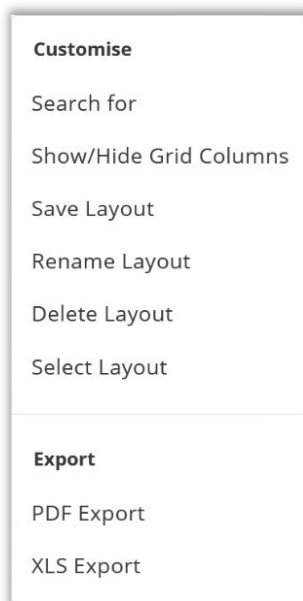 Customise
Search for
Show/Hide Grid Columns
Save Layout
Rename Layout
Delete Layout
Select Layout
Export
PDF Export
XLS Export